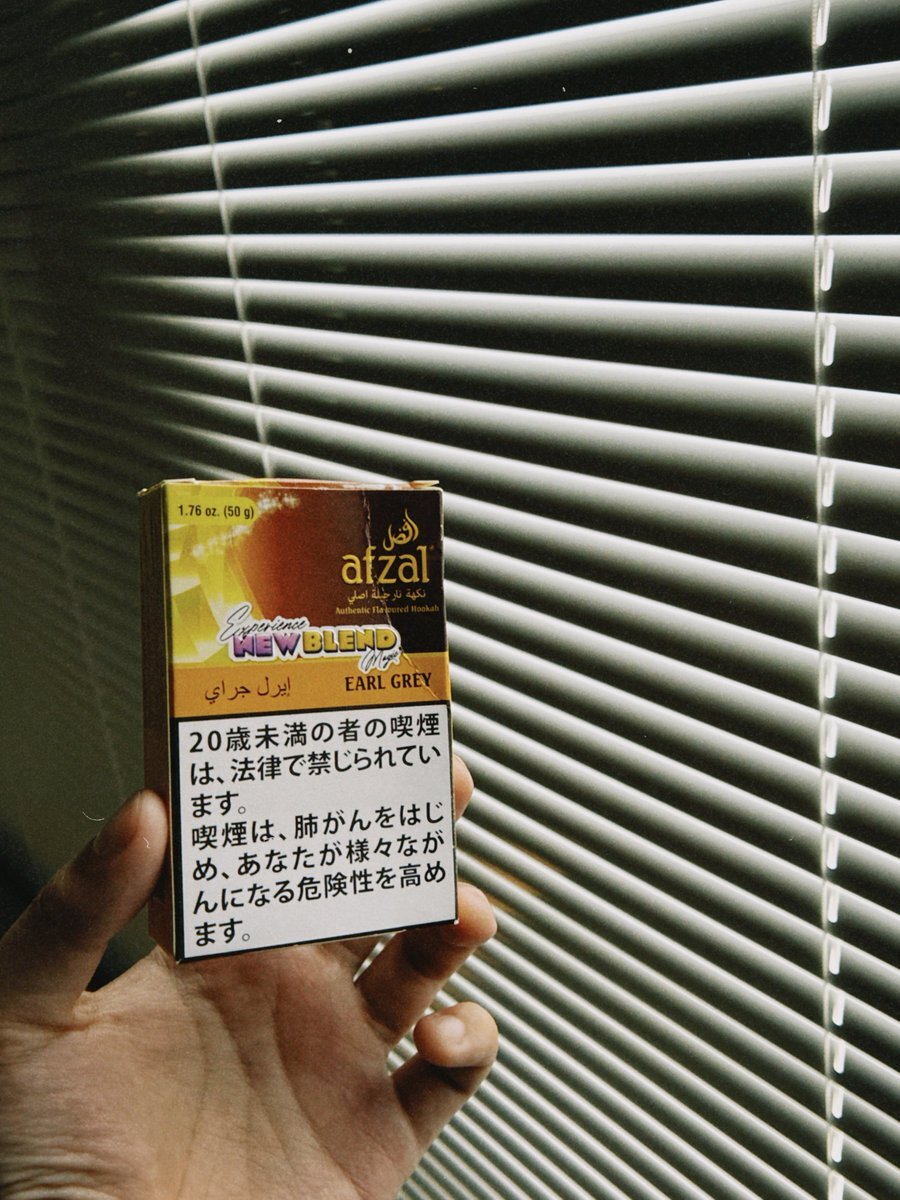 1.76 oz. (50 g)
افضل
afzal
نكهة نارجيلة اصلي
Authentic Flavoured Hookah
Experience
NEW BLEND
Magic
إيرل جراي
EARL GREY
20歳未満の者の喫煙
は、法律で禁じられてい
ます。
喫煙は、肺がんをはじ
め、あなたが様々なが
んになる危険性を高め
ます。